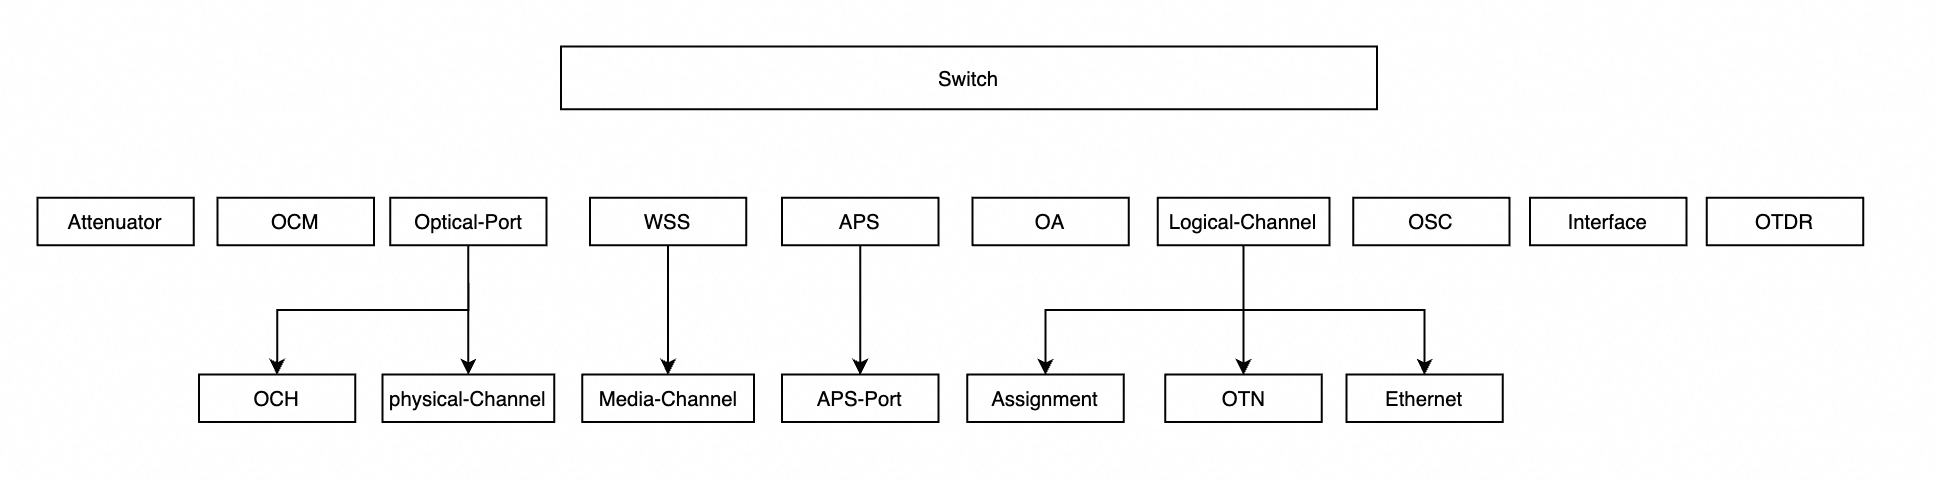 Switch
Attenuator
OCM
Optical-Port
WSS
APS
OA
Logical-Channel
OSC
Interface
OTDR
OCH
physical-Channel
Media-Channel
APS-Port
Assignment
OTN
Ethernet